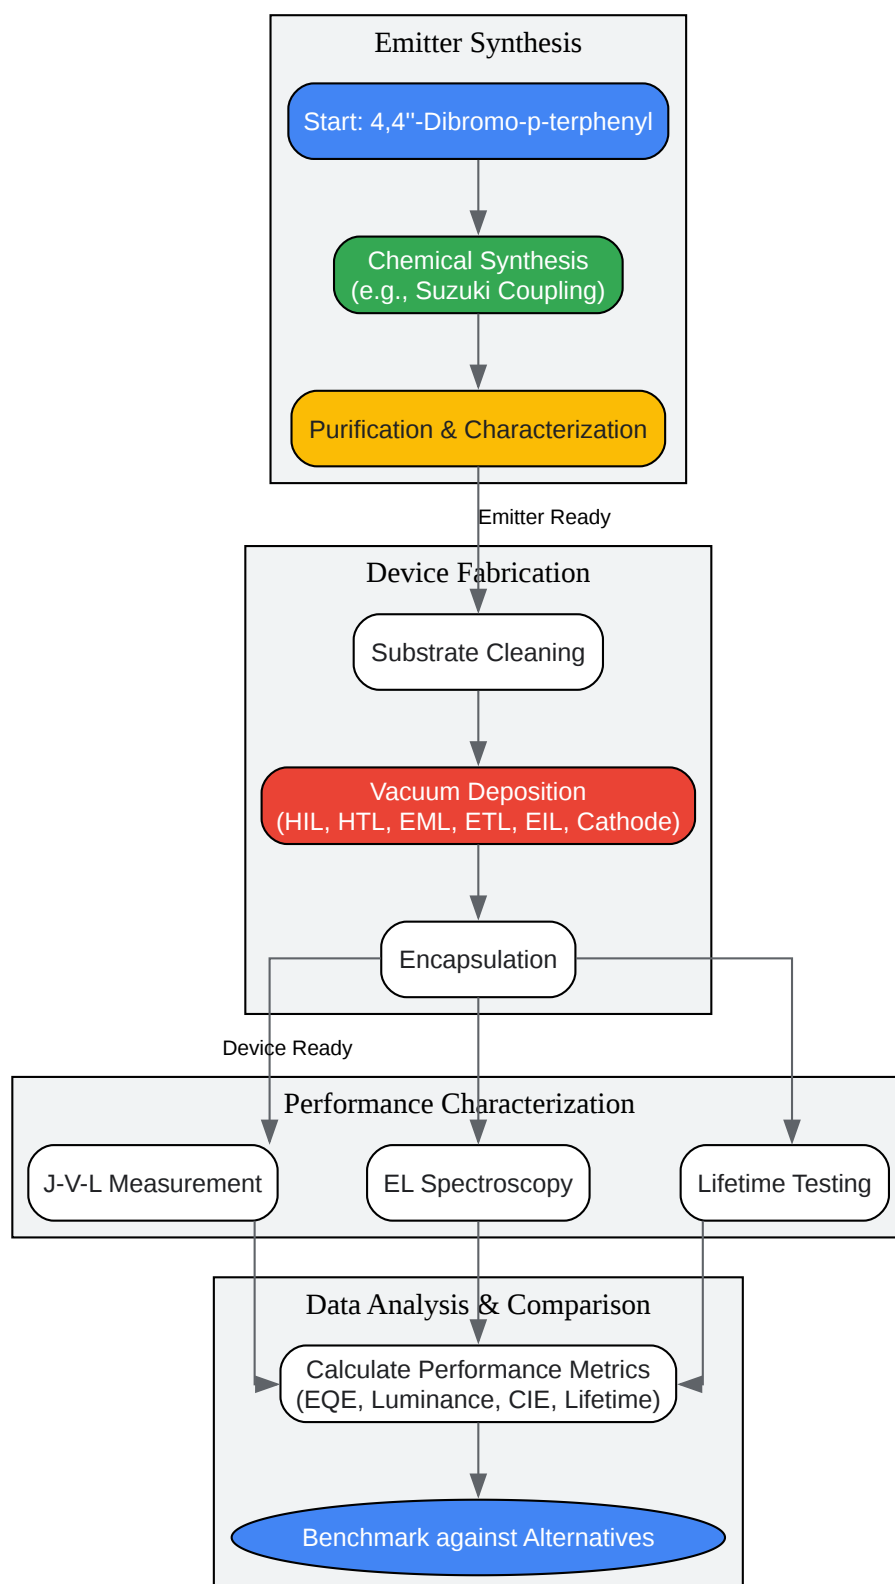 Emitter Synthesis
Start: 4,4''-Dibromo-p-terphenyl
Chemical Synthesis
(e.g., Suzuki Coupling)
Purification & Characterization
Emitter Ready
Device Fabrication
Substrate Cleaning
Vacuum Deposition
(HIL, HTL, EML, ETL, EIL, Cathode)
Encapsulation
Device Ready
Performance Characterization
J-V-L Measurement
EL Spectroscopy
Lifetime Testing
Data Analysis & Comparison
Calculate Performance Metrics
(EQE, Luminance, CIE, Lifetime)
Benchmark against Alternatives